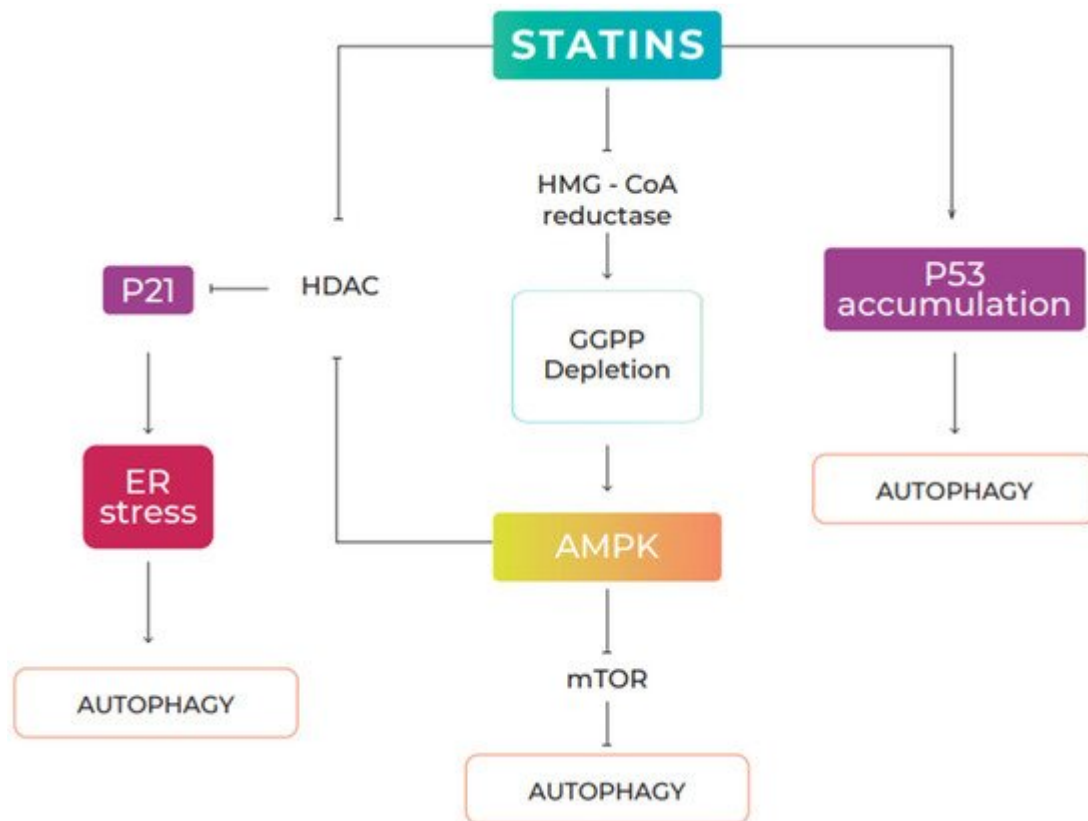 STATINS
HMG - CoA
reductase
P21
HDAC
P53
accumulation
GGPP
Depletion
ER
stress
AUTOPHAGY
AMPK
mTOR
AUTOPHAGY
AUTOPHAGY